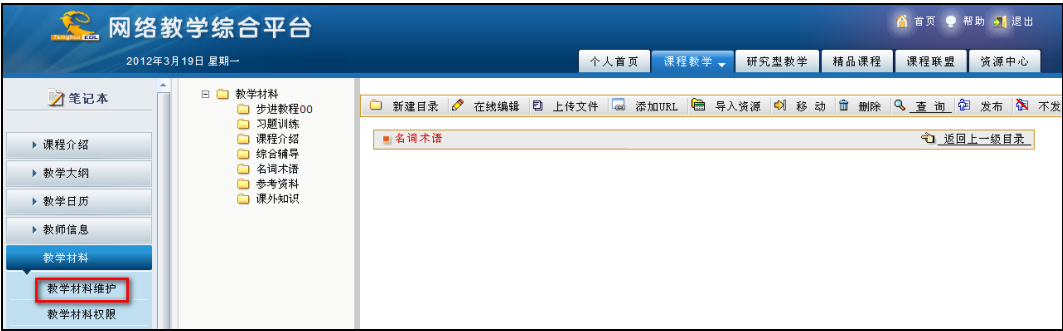 网络教学综合平台
首页 帮助 退出
2012年3月19日 星期一
个人首页 课程教学 研究型教学 精品课程 课程联盟 资源中心
笔记本
课程介绍
教学大纲
教学日历
教师信息
教学材料
教学材料维护
教学材料权限
教学材料
步进教程00
习题训练
课程介绍
综合辅导
名词术语
参考资料
课外知识
新建目录 在线编辑 上传文件 添加URL 导入资源 移 动 删除 查 询 发布 不发
名词术语 返回上一级目录